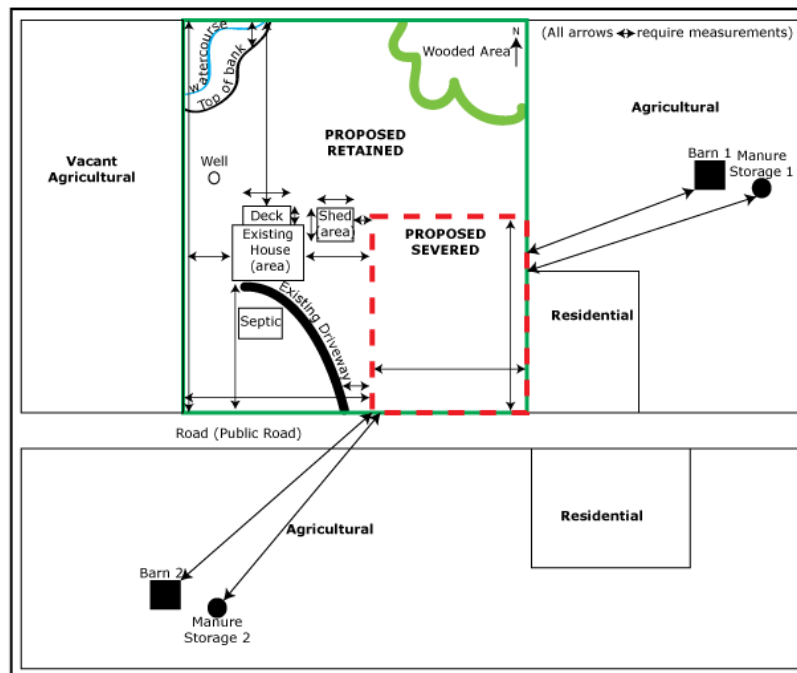 N
(All arrows ↔ require measurements)
watercourse
Top of bank
Wooded Area
Agricultural
PROPOSED
RETAINED
Vacant
Agricultural
Well
Barn 1
Manure
Storage 1
Deck
Shed
(area)
Existing
House
(area)
PROPOSED
SEVERED
Existing Driveway
Septic
Residential
Road (Public Road)
Agricultural
Residential
Barn 2
Manure
Storage 2